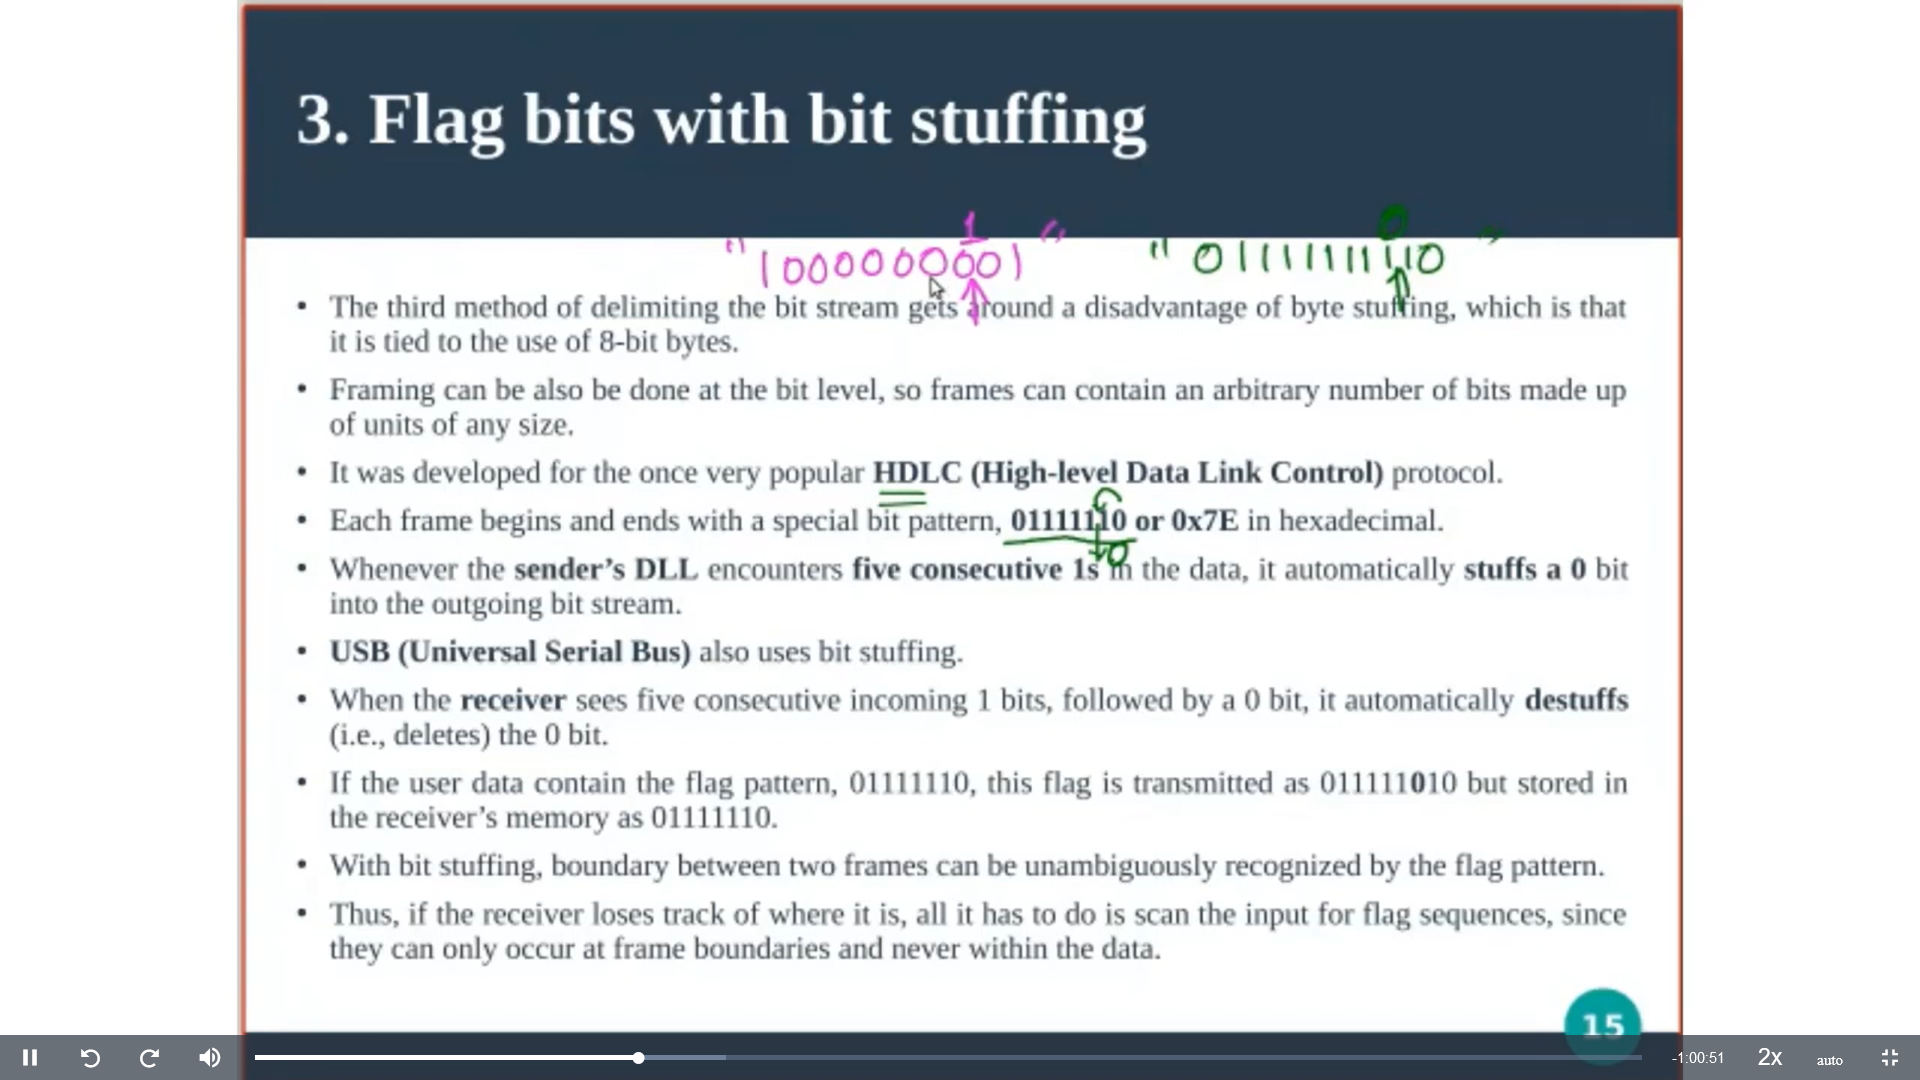 3. Flag bits with bit stuffing
1
0
" 1000000001 "
" 01111111110 "
• The third method of delimiting the bit stream gets around a disadvantage of byte stuffing, which is that
it is tied to the use of 8-bit bytes.
• Framing can be also be done at the bit level, so frames can contain an arbitrary number of bits made up
of units of any size.
• It was developed for the once very popular HDLC (High-level Data Link Control) protocol.
• Each frame begins and ends with a special bit pattern, 01111110 or 0x7E in hexadecimal.
0
• Whenever the sender’s DLL encounters five consecutive 1s in the data, it automatically stuffs a 0 bit
into the outgoing bit stream.
• USB (Universal Serial Bus) also uses bit stuffing.
• When the receiver sees five consecutive incoming 1 bits, followed by a 0 bit, it automatically destuffs
(i.e., deletes) the 0 bit.
• If the user data contain the flag pattern, 01111110, this flag is transmitted as 011111010 but stored in
the receiver’s memory as 01111110.
• With bit stuffing, boundary between two frames can be unambiguously recognized by the flag pattern.
• Thus, if the receiver loses track of where it is, all it has to do is scan the input for flag sequences, since
they can only occur at frame boundaries and never within the data.
15
-1:00:51
2x
auto